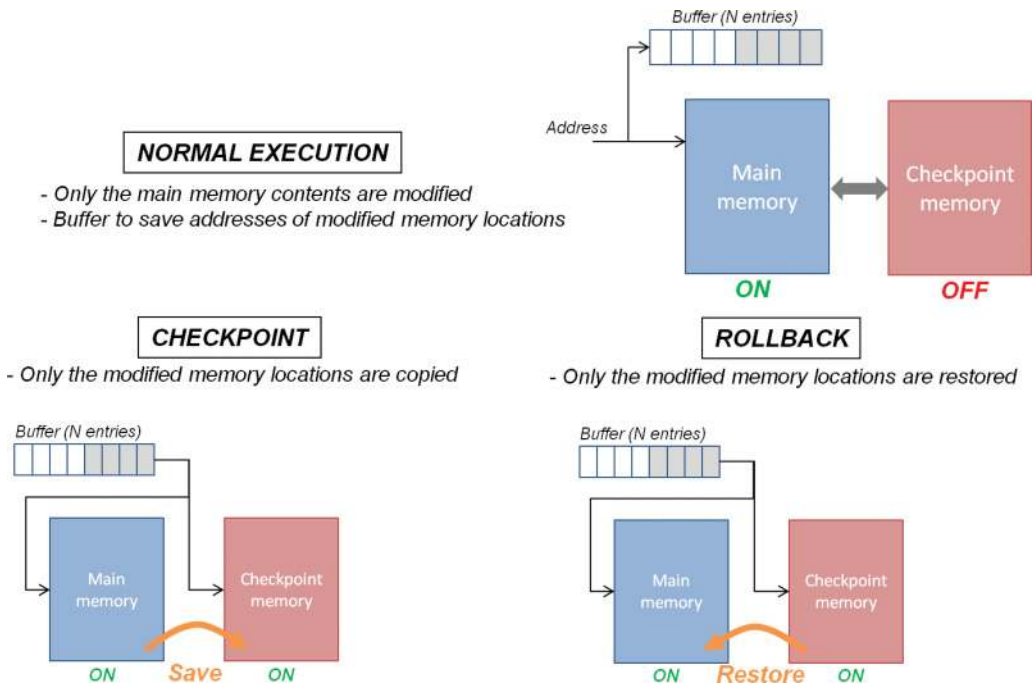 Buffer (N entries)
Address
NORMAL EXECUTION
- Only the main memory contents are modified
- Buffer to save addresses of modified memory locations
Main
memory
Checkpoint
memory
ON
OFF
CHECKPOINT
- Only the modified memory locations are copied
Buffer (N entries)
Main
memory
Checkpoint
memory
ON
Save
ON
ROLLBACK
- Only the modified memory locations are restored
Buffer (N entries)
Main
memory
Checkpoint
memory
ON
Restore
ON